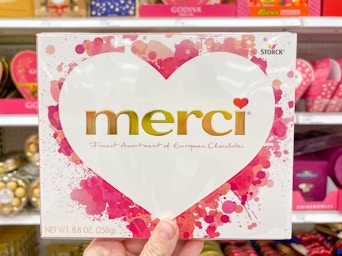 GODIVA
STORCK®
merci®
Finest Assortment of European Chocolates
NET WT. 8.8 OZ. (250g)